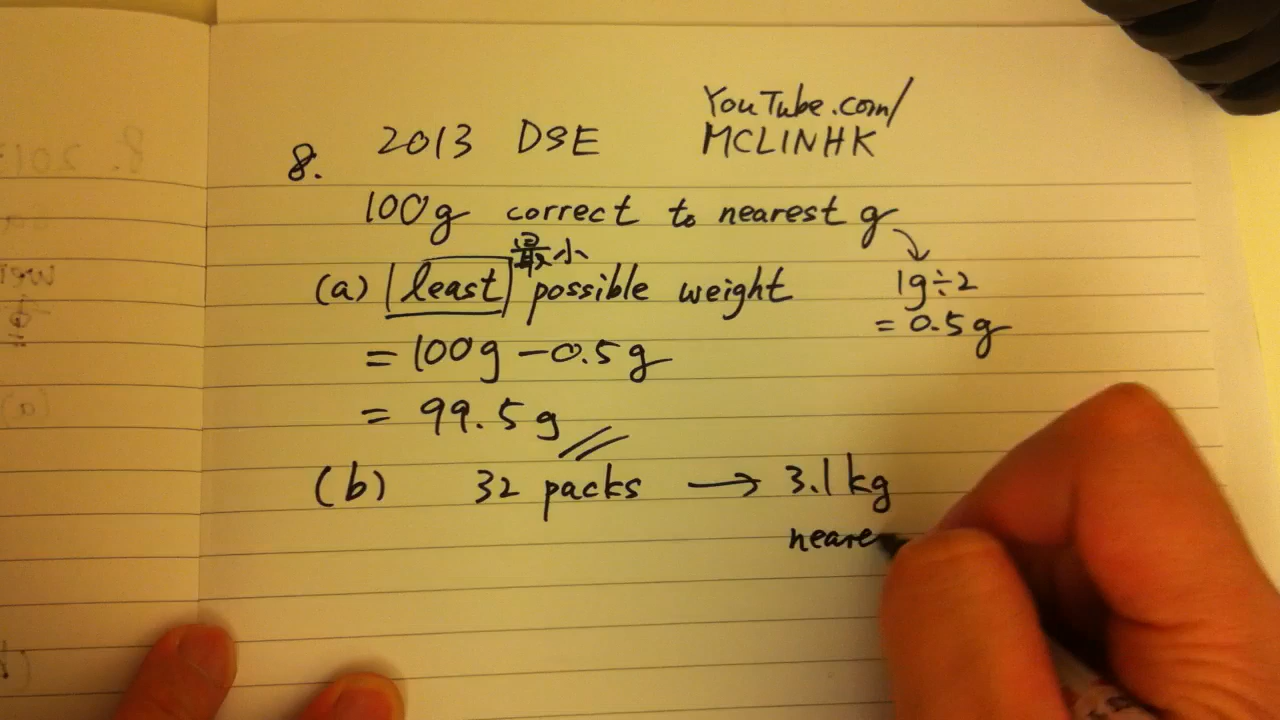 YouTube.com/
MCLINHK
8. 2013 DSE
100g correct to nearest g
最小
(a) least possible weight
1g÷2
= 0.5g
= 100g - 0.5g
= 99.5g
(b) 32 packs → 3.1kg
neare